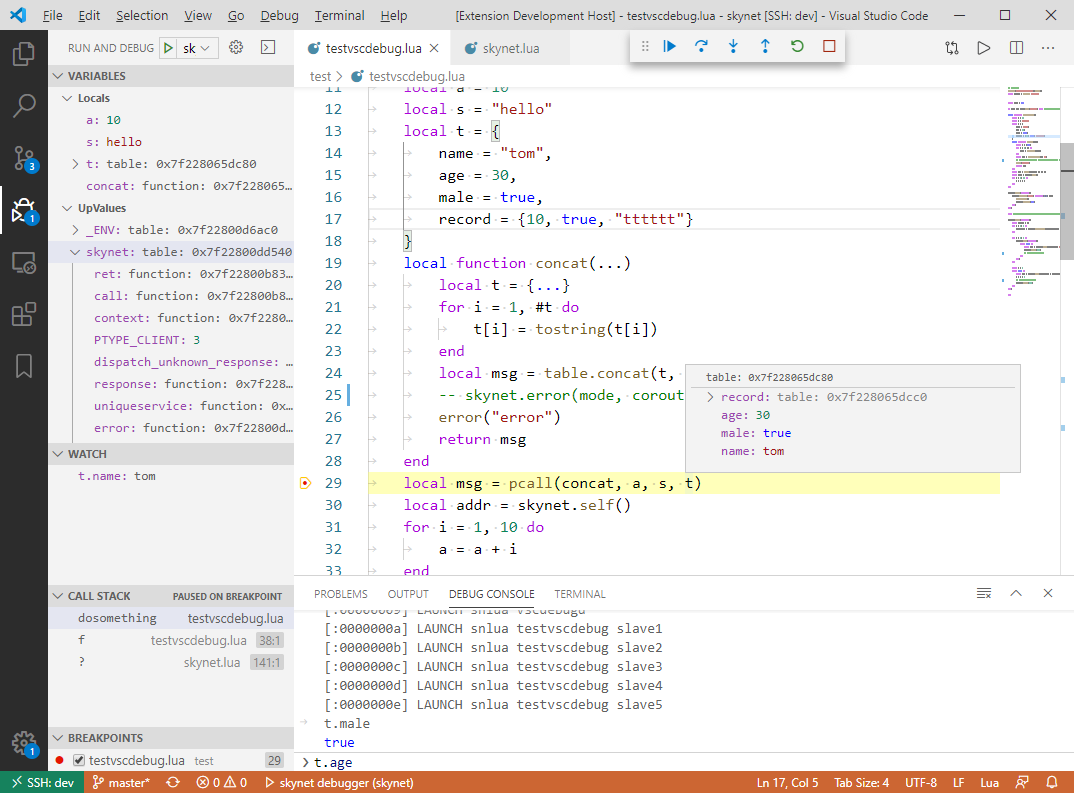 File Edit Selection View Go Debug Terminal Help [Extension Development Host] - testvscdebug.lua - skynet [SSH: dev] - Visual Studio Code
RUN AND DEBUG sk
testvscdebug.lua skynet.lua
test > testvscdebug.lua
VARIABLES
Locals
a: 10
s: hello
t: table: 0x7f228065dc80
concat: function: 0x7f228065...
UpValues
_ENV: table: 0x7f22800d6ac0
skynet: table: 0x7f22800dd540
ret: function: 0x7f22800b83...
call: function: 0x7f22800b8...
context: function: 0x7f2280...
PTYPE_CLIENT: 3
dispatch_unknown_response: ...
response: function: 0x7f228...
uniqueservice: function: 0x...
error: function: 0x7f22800d...
WATCH
t.name: tom
CALL STACK PAUSED ON BREAKPOINT
dosomething testvscdebug.lua
f testvscdebug.lua 38:1
? skynet.lua 141:1
BREAKPOINTS
testvscdebug.lua test 29
3
1
1
11 local a = 10
12 local s = "hello"
13 local t = {
14 name = "tom",
15 age = 30,
16 male = true,
17 record = {10, true, "tttttt"}
18 }
19 local function concat(...)
20 local t = {...}
21 for i = 1, #t do
22 t[i] = tostring(t[i])
23 end
24 local msg = table.concat(t,
25 -- skynet.error(mode, corout
26 error("error")
27 return msg
28 end
29 local msg = pcall(concat, a, s, t)
30 local addr = skynet.self()
31 for i = 1, 10 do
32 a = a + i
33 end
table: 0x7f228065dc80
record: table: 0x7f228065dcc0
age: 30
male: true
name: tom
PROBLEMS OUTPUT DEBUG CONSOLE TERMINAL
[:00000009] LAUNCH snlua vscdebugd
[:0000000a] LAUNCH snlua testvscdebug slave1
[:0000000b] LAUNCH snlua testvscdebug slave2
[:0000000c] LAUNCH snlua testvscdebug slave3
[:0000000d] LAUNCH snlua testvscdebug slave4
[:0000000e] LAUNCH snlua testvscdebug slave5
t.male
true
t.age
SSH: dev master* 0 0 skynet debugger (skynet) Ln 17, Col 5 Tab Size: 4 UTF-8 LF Lua